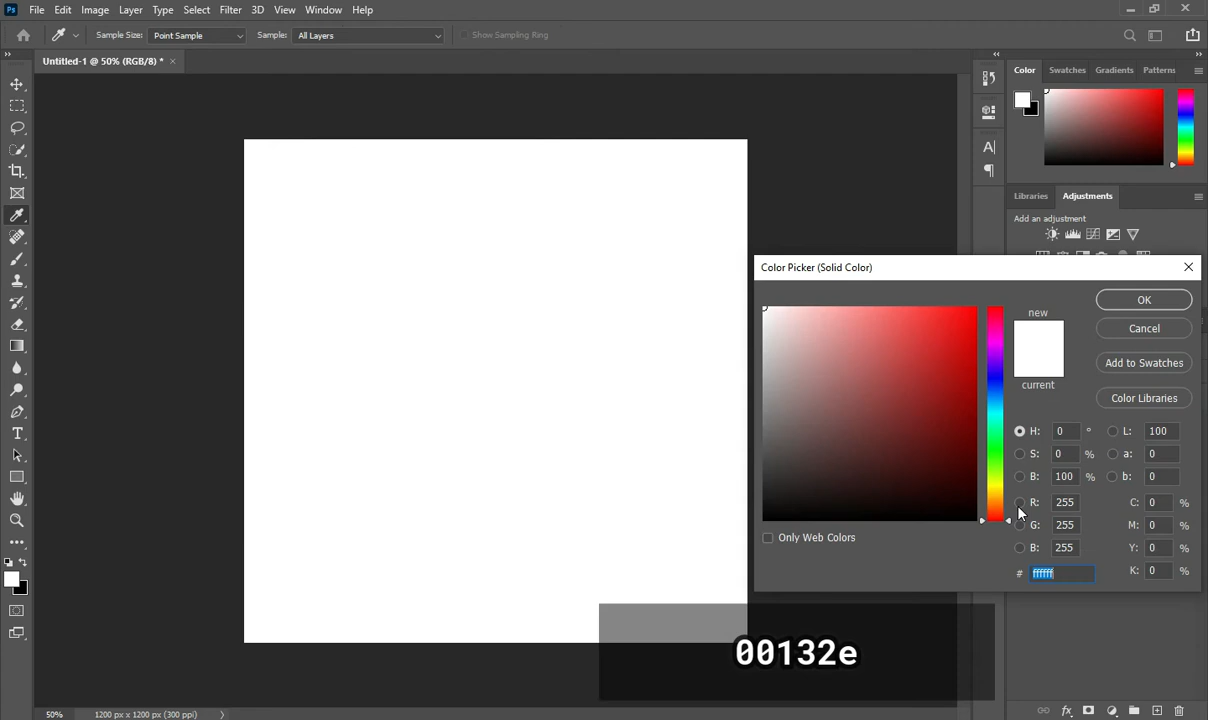 Ps File Edit Image Layer Type Select Filter 3D View Window Help
Sample Size: Point Sample Sample: All Layers Show Sampling Ring
Untitled-1 @ 50% (RGB/8) *
Color Swatches Gradients Patterns
Libraries Adjustments
Add an adjustment
Color Picker (Solid Color)
new
current
OK
Cancel
Add to Swatches
Color Libraries
H: 0 ° L: 100
S: 0 % a: 0
B: 100 % b: 0
R: 255 C: 0 %
G: 255 M: 0 %
B: 255 Y: 0 %
# ffffff K: 0 %
Only Web Colors
00132e
50% 1200 px x 1200 px (300 ppi)